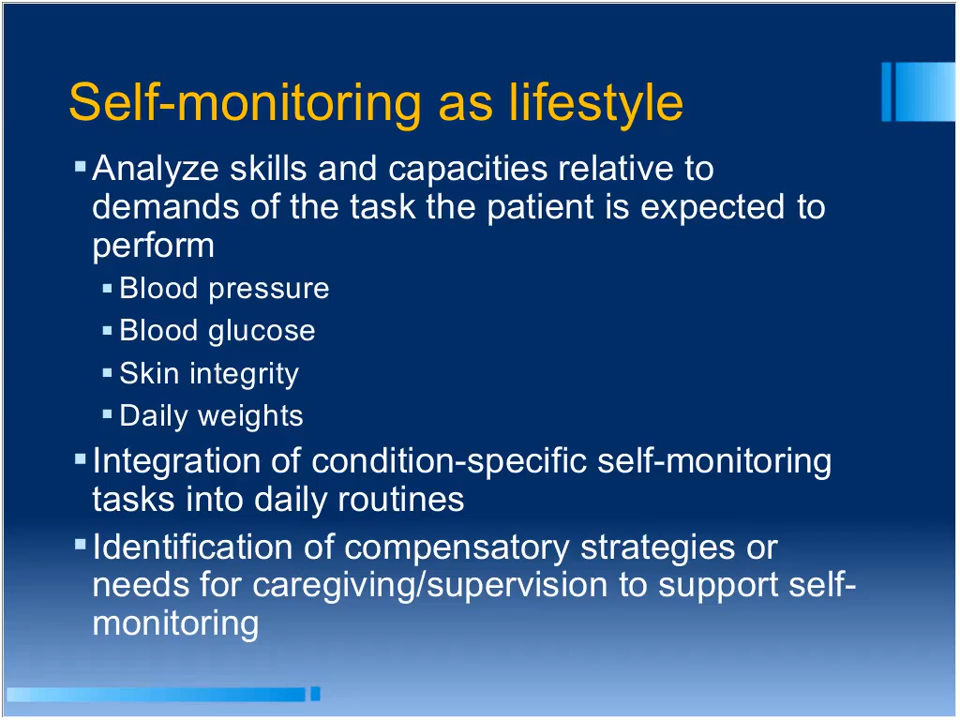 Self-monitoring as lifestyle
▪ Analyze skills and capacities relative to
demands of the task the patient is expected to
perform
▪ Blood pressure
▪ Blood glucose
▪ Skin integrity
▪ Daily weights
▪ Integration of condition-specific self-monitoring
tasks into daily routines
▪ Identification of compensatory strategies or
needs for caregiving/supervision to support self-
monitoring